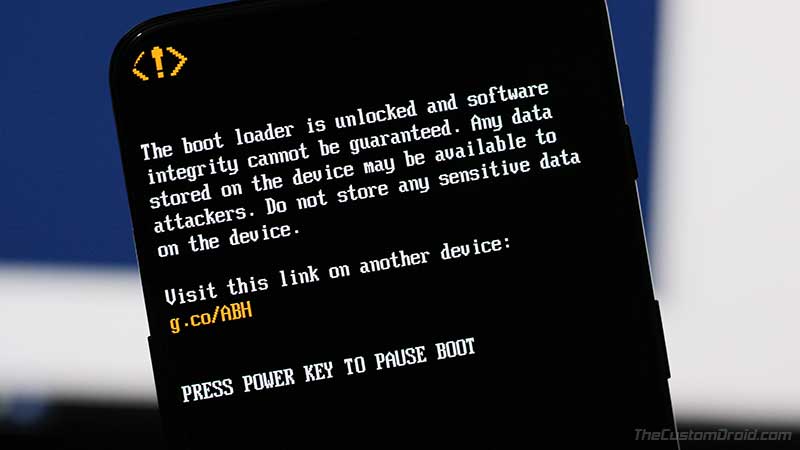 <!>
The boot loader is unlocked and software
integrity cannot be guaranteed. Any data
stored on the device may be available to
attackers. Do not store any sensitive data
on the device.
Visit this link on another device:
g.co/ABH
PRESS POWER KEY TO PAUSE BOOT
TheCustomDroid.com